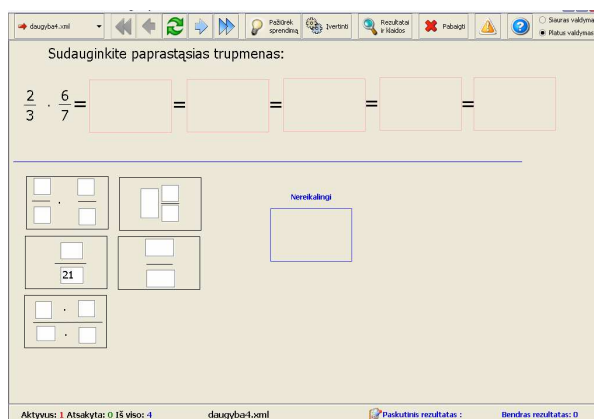 daugyba4.xml
Pažiūrėk sprendimą
Įvertinti
Rezultatai ir klaidos
Pabaigti
Siauras valdymas
Platus valdymas
Sudauginkite paprastąsias trupmenas:
2/3 · 6/7 = = = = =
Nereikalingi
·
21
·
·
Aktyvus: 1 Atsakyta: 0 Iš viso: 4
daugyba4.xml
Paskutinis rezultatas :
Bendras rezultatas: 0